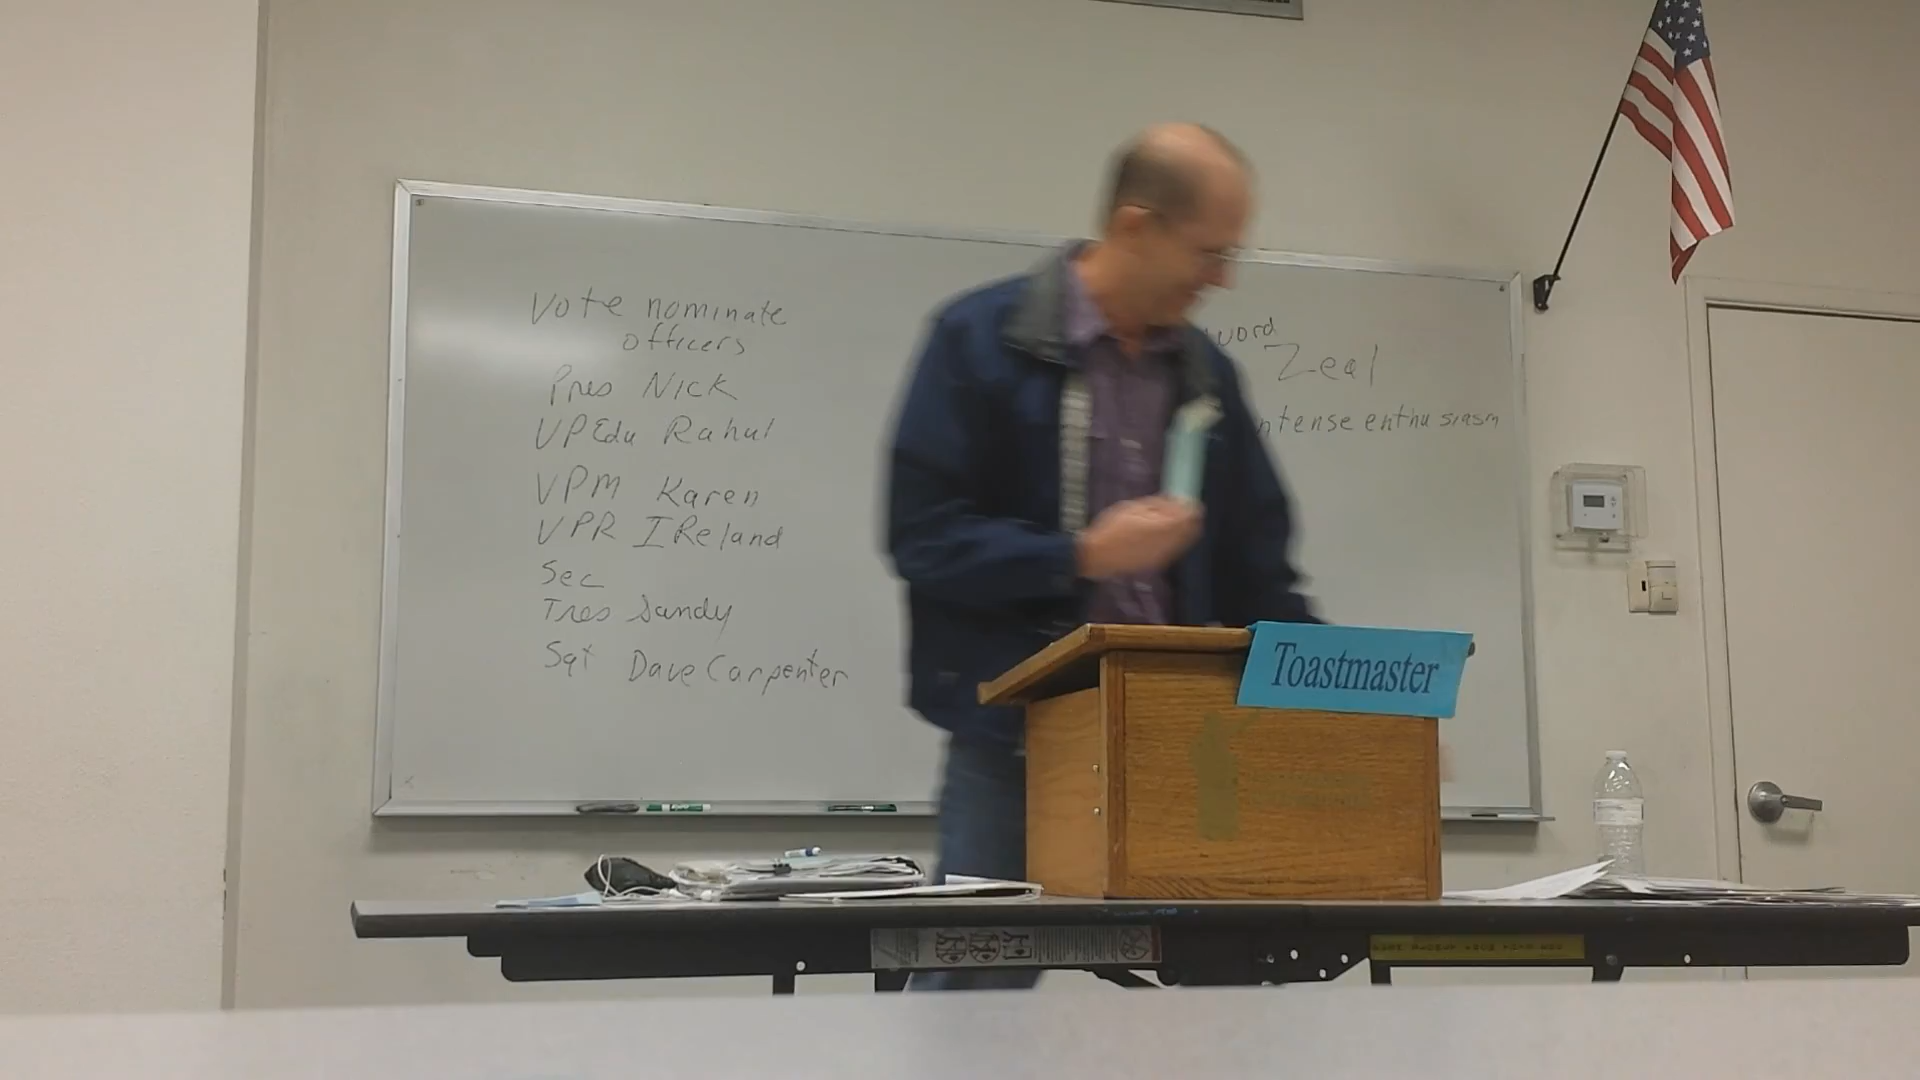 Vote nominate
officers
Pres Nick
VPEdu Rahul
VPM Karen
VPR IReland
Sec
Tres Sandy
Sgt Dave Carpenter
word
Zeal
ntense enthusiasm
Toastmaster